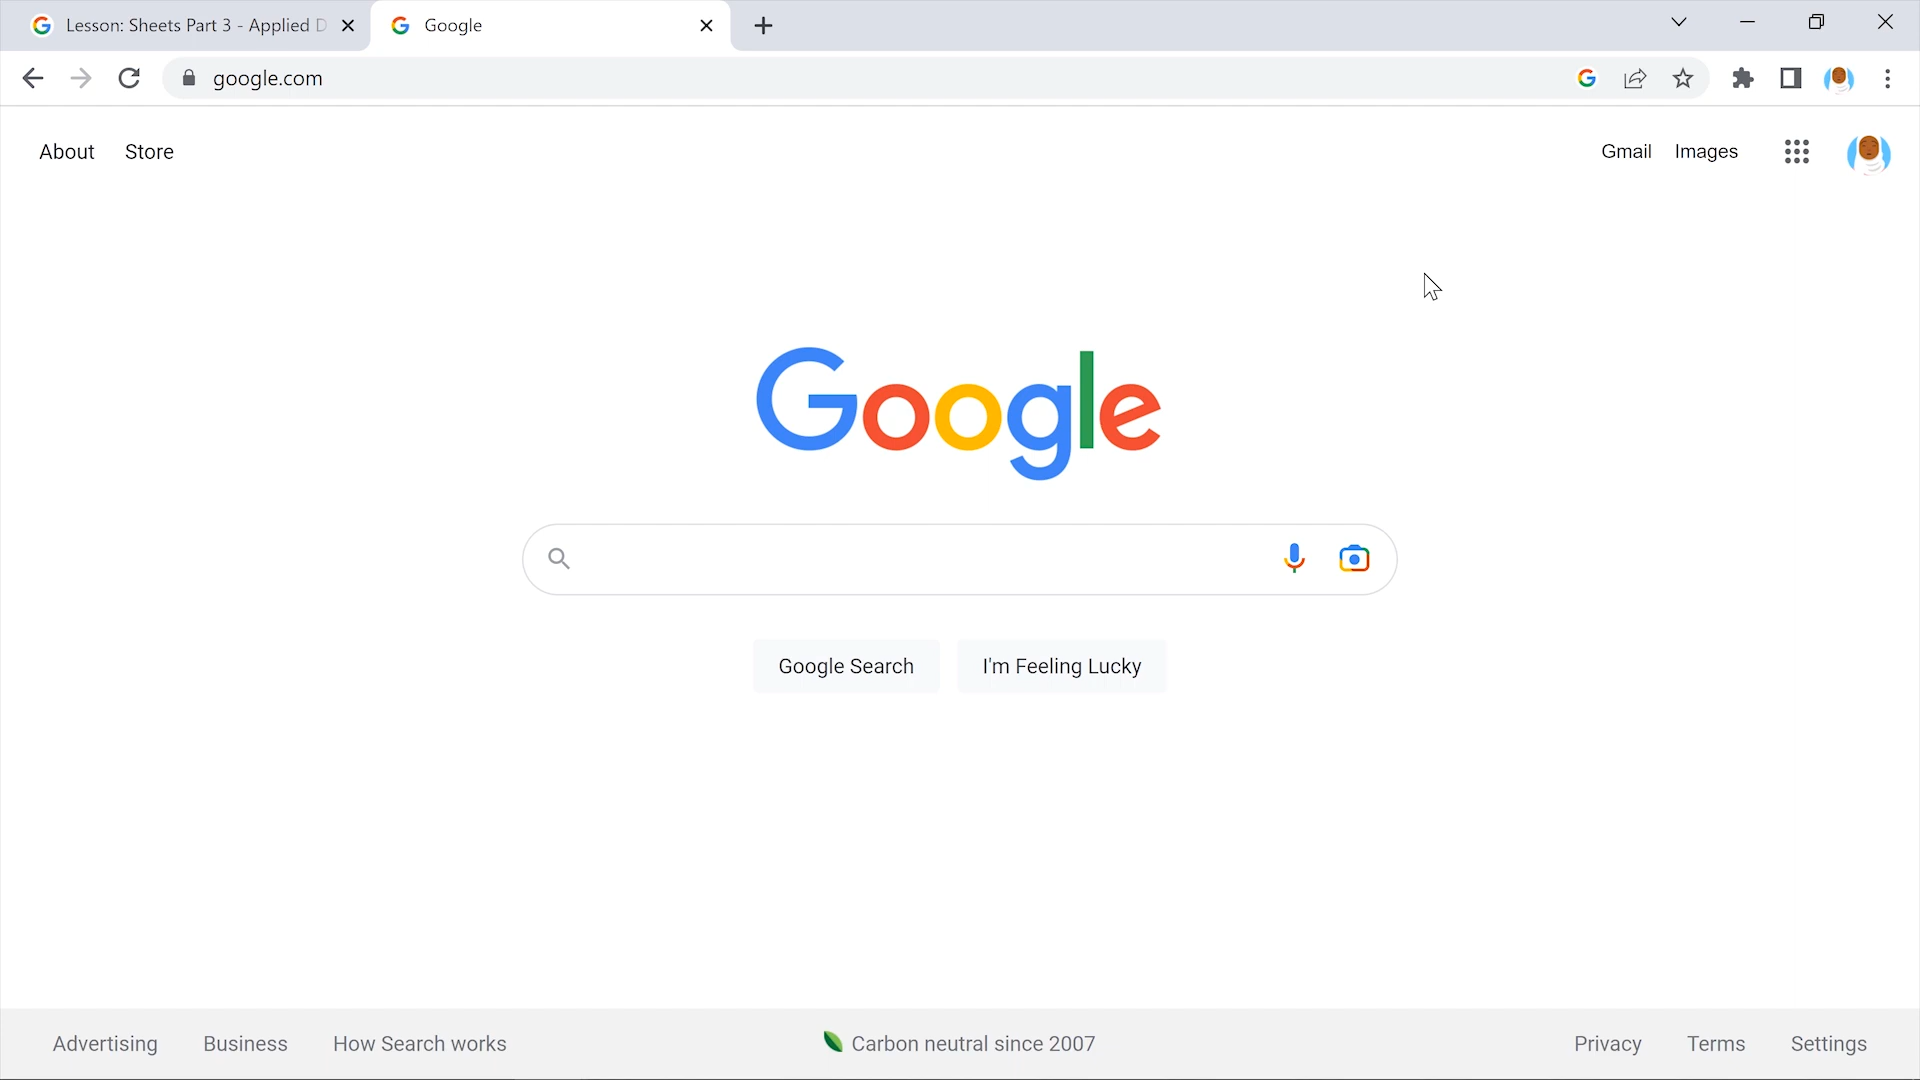 Lesson: Sheets Part 3 - Applied D
Google
google.com
About
Store
Gmail
Images
Google
Google Search
I'm Feeling Lucky
Advertising
Business
How Search works
Carbon neutral since 2007
Privacy
Terms
Settings